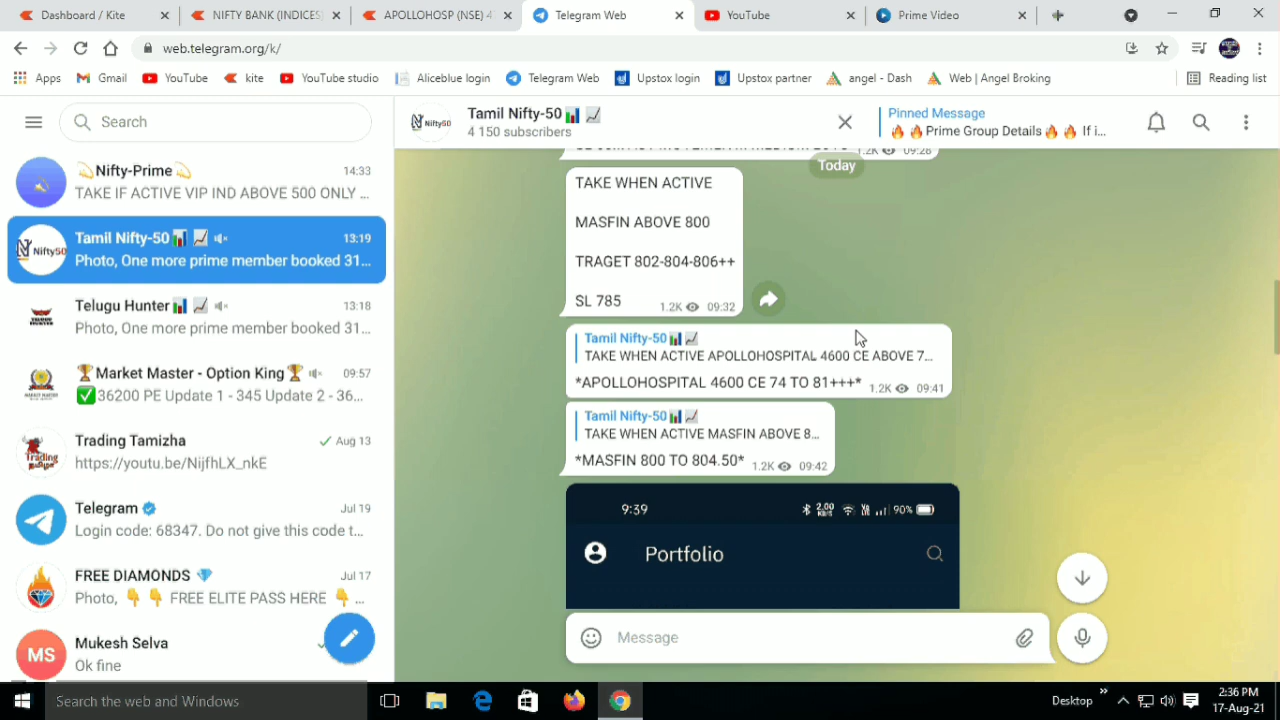 Dashboard / Kite
NIFTY BANK (INDICES)
APOLLOHOSP (NSE) 4
Telegram Web
YouTube
Prime Video
web.telegram.org/k/
Apps
Gmail
YouTube
kite
YouTube studio
Aliceblue login
Telegram Web
Upstox login
Upstox partner
angel - Dash
Web | Angel Broking
Reading list
Search
💫Nifty-Prime💫
14:33
TAKE IF ACTIVE VIP IND ABOVE 500 ONLY ...
Tamil Nifty-50📊 📈
13:19
Photo, One more prime member booked 31...
Telugu Hunter📊 📈
13:18
Photo, One more prime member booked 31...
🏆Market Master - Option King🏆
09:57
✅36200 PE Update 1 - 345 Update 2 - 36...
Trading Tamizha
Aug 13
https://youtu.be/NijfhLX_nkE
Telegram
Jul 19
Login code: 68347. Do not give this code t...
FREE DIAMONDS 💎
Jul 17
Photo, 👇 👇 FREE ELITE PASS HERE 👇 ...
MS
Mukesh Selva
Ok fine
Nifty50
Tamil Nifty-50📊 📈
4 150 subscribers
Pinned Message
🔥 🔥Prime Group Details🔥 🔥 If i...
1.2K 09:26
Today
TAKE WHEN ACTIVE
MASFIN ABOVE 800
TRAGET 802-804-806++
SL 785
1.2K 09:32
Tamil Nifty-50📊📈
TAKE WHEN ACTIVE APOLLOHOSPITAL 4600 CE ABOVE 7...
*APOLLOHOSPITAL 4600 CE 74 TO 81+++*
1.2K 09:41
Tamil Nifty-50📊📈
TAKE WHEN ACTIVE MASFIN ABOVE 8...
*MASFIN 800 TO 804.50*
1.2K 09:42
9:39
2.00 KB/S
90%
Portfolio
Message
Search the web and Windows
Desktop
2:36 PM
17-Aug-21